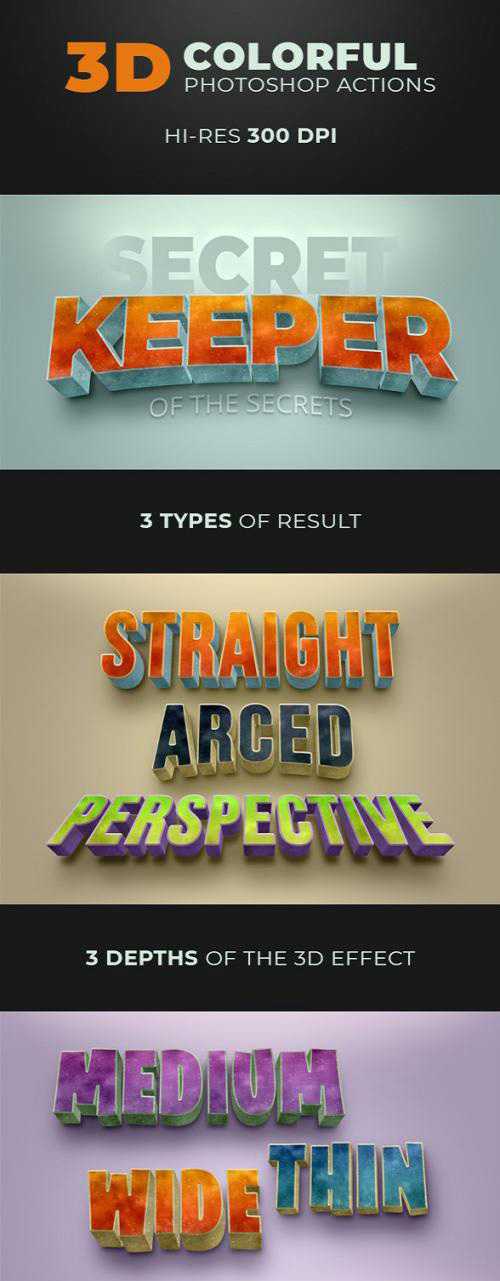 3D COLORFUL
PHOTOSHOP ACTIONS
HI-RES 300 DPI
SECRET
KEEPER
OF THE SECRETS
3 TYPES OF RESULT
STRAIGHT
ARCED
PERSPECTIVE
3 DEPTHS OF THE 3D EFFECT
MEDIUM
THIN
WIDE